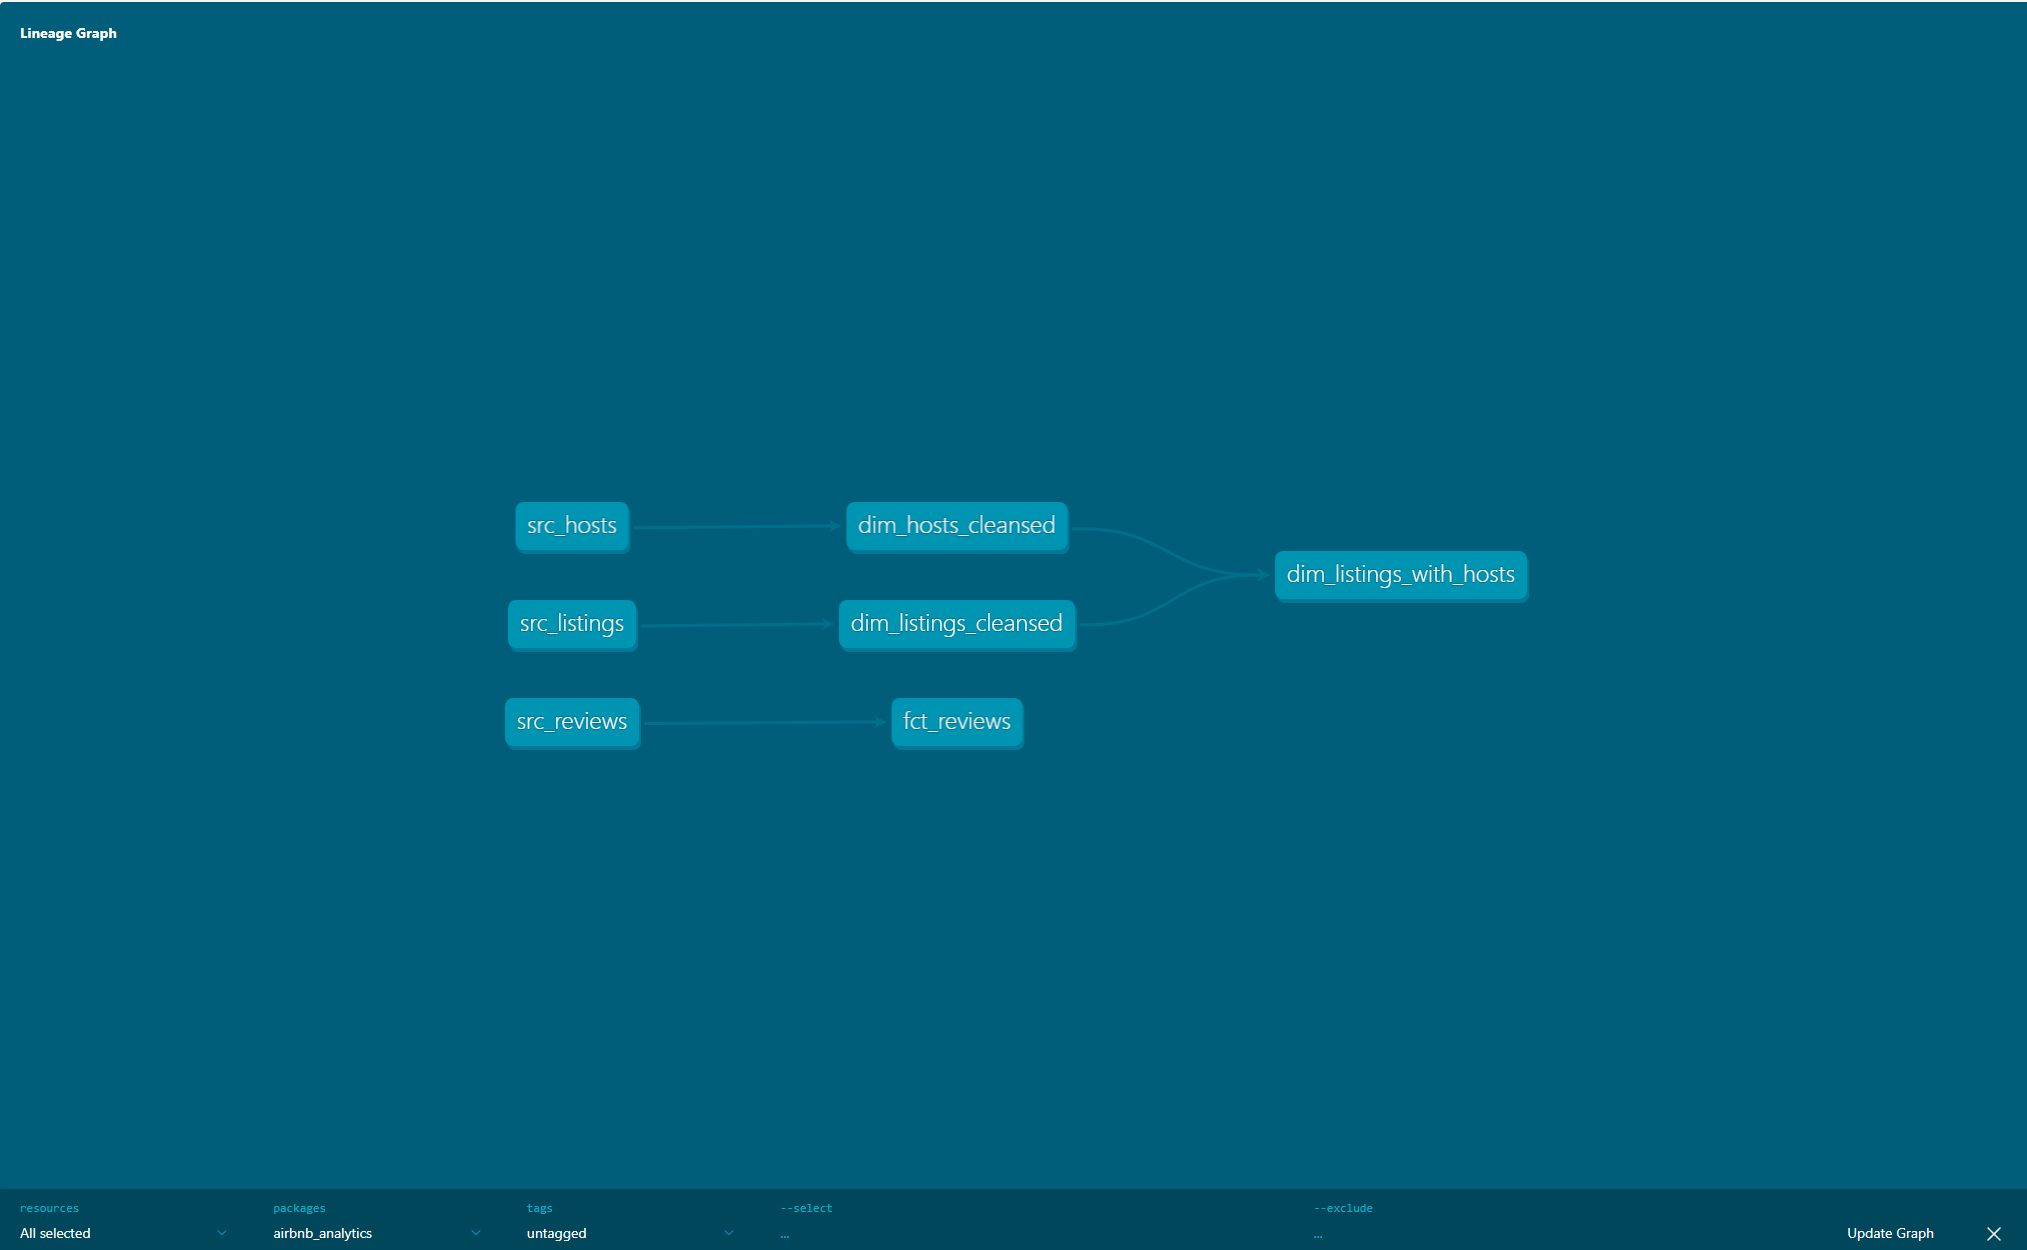 Lineage Graph
src_hosts
dim_hosts_cleansed
dim_listings_with_hosts
src_listings
dim_listings_cleansed
src_reviews
fct_reviews
resources
packages
tags
--select
--exclude
All selected
airbnb_analytics
untagged
...
...
Update Graph